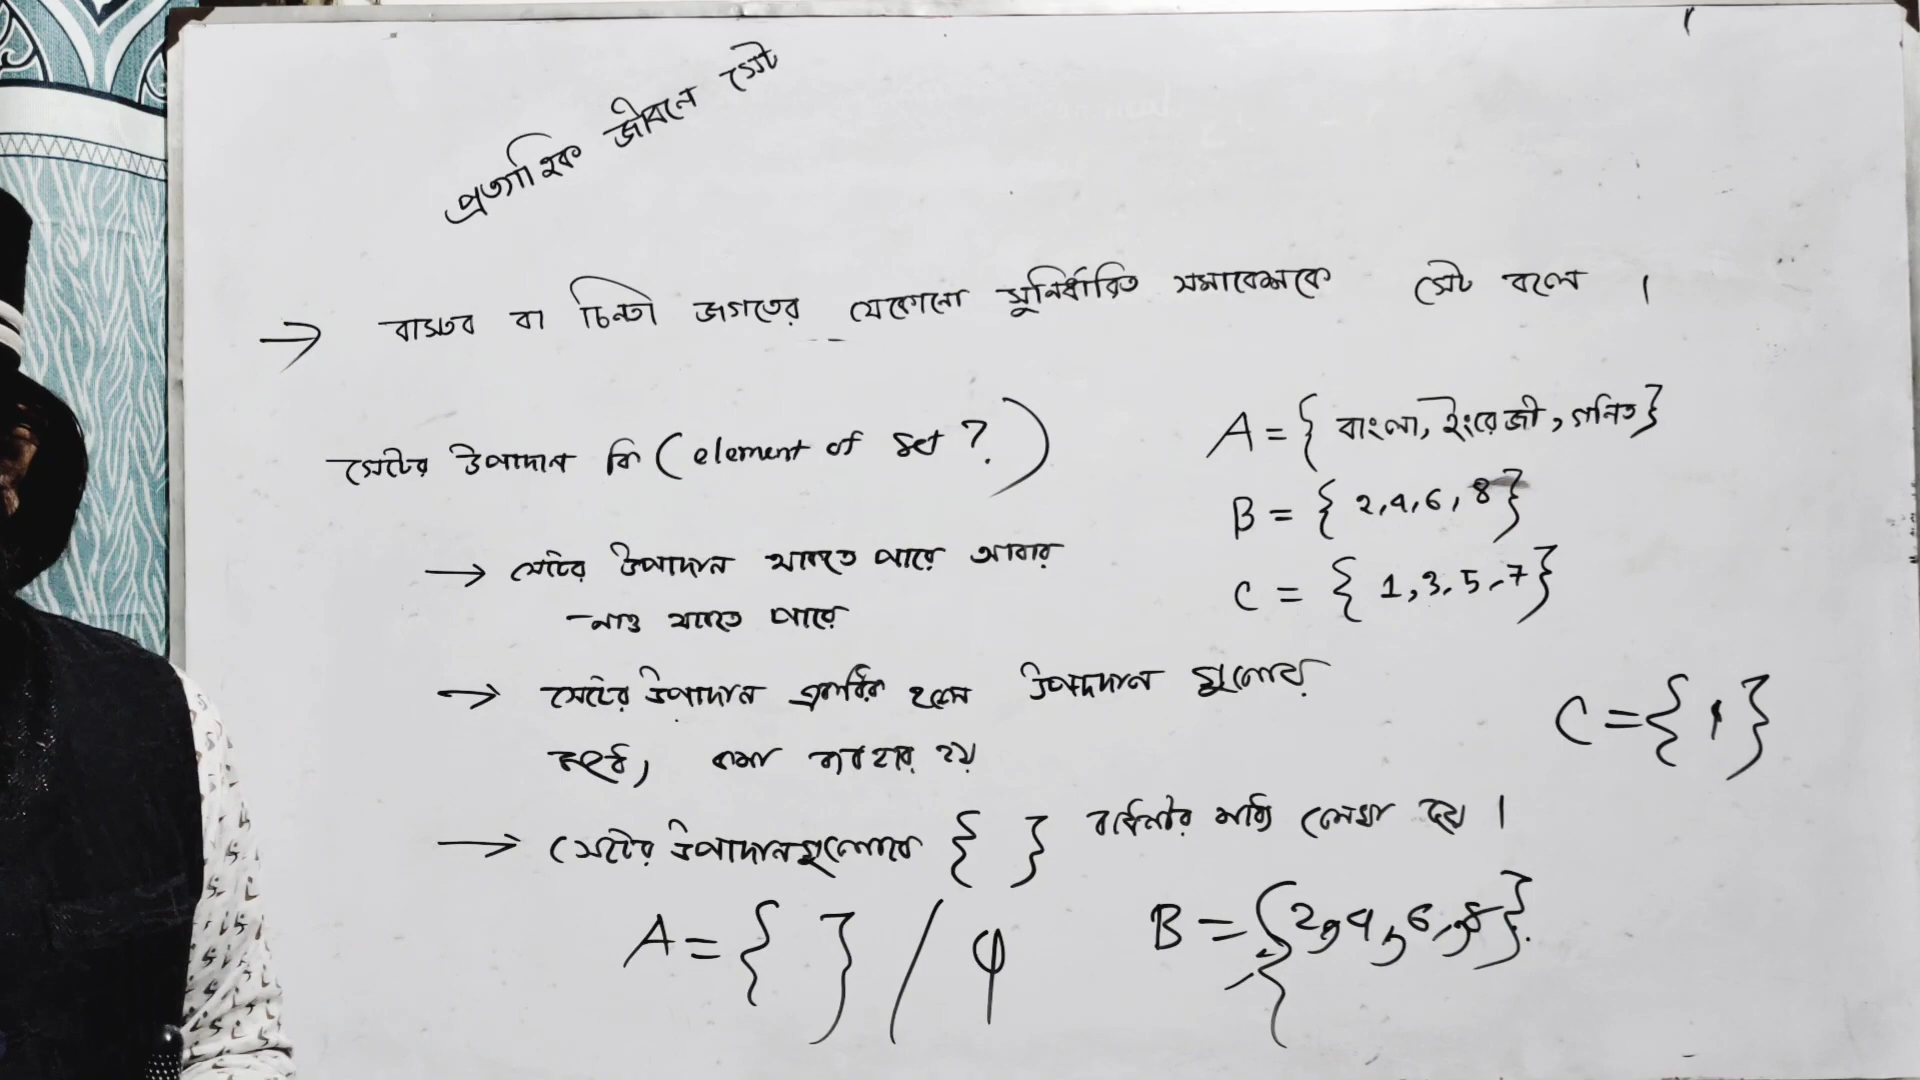 প্রত্যাহিক জীবনে সেট
→ বাস্তব বা চিন্তা জগতের যেকোনো সুনির্ধারিত সমাবেশকে সেট বলে ।
সেটের উপাদান কি (element of set ?)
→ সেটের উপাদান থাকতে পারে আবার
নাও থাকতে পারে
→ সেটের উপাদান একাধিক হলে উপাদান গুলোর
মধ্যে, কমা ব্যবহার হয়
→ সেটের উপাদানগুলোকে { } বন্ধনীর মধ্যে লেখা হয় ।
A = { } / φ
B = {2, 4, 6, 8}
A = { বাংলা, ইংরেজী, গনিত}
B = { 2, 4, 6, 8}
C = { 1, 3, 5, 7}
C = { 1 }